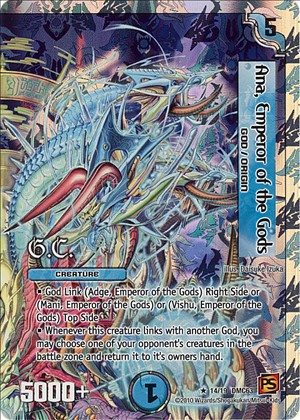 5
Ana, Emperor of the Gods
GOD / ORIGIN
Illus. Daisuke Izuka
G.C
CREATURE
▪ God Link (Adge, Emperor of the Gods) Right Side or
(Mani, Emperor of the Gods) or (Vishu, Emperor of the
Gods) Top Side
▪ Whenever this creature links with another God, you
may choose one of your opponent's creatures in the
battle zone and return it to it's owners hand.
5000+
1
★ 14/19 DMC63
PS
©2010 Wizards/Shogakukan/Mitsui-Kids